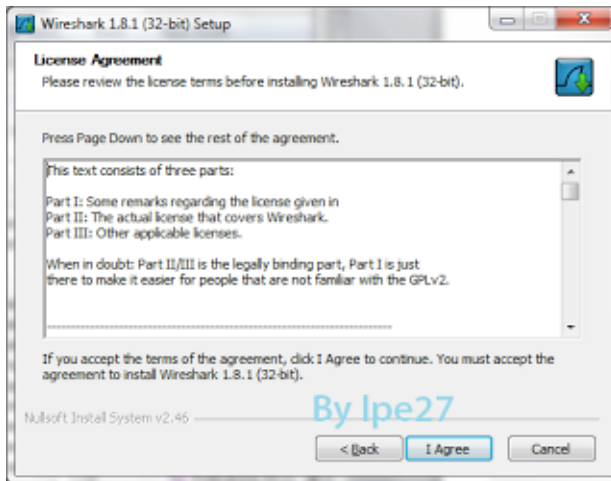 Wireshark 1.8.1 (32-bit) Setup
License Agreement
Please review the license terms before installing Wireshark 1.8.1 (32-bit).
Press Page Down to see the rest of the agreement.
This text consists of three parts:
Part I: Some remarks regarding the license given in
Part II: The actual license that covers Wireshark.
Part III: Other applicable licenses.
When in doubt: Part II/III is the legally binding part, Part I is just
there to make it easier for people that are not familiar with the GPLv2.
If you accept the terms of the agreement, click I Agree to continue. You must accept the
agreement to install Wireshark 1.8.1 (32-bit).
By Ipe27
Nullsoft Install System v2.46
< Back
I Agree
Cancel